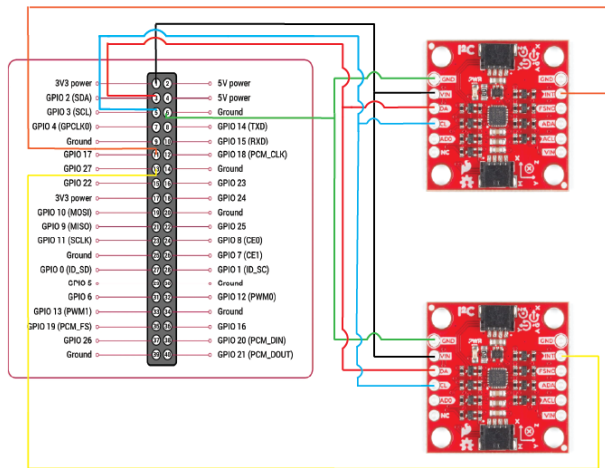 3V3 power 1 2 5V power
GPIO 2 (SDA) 3 4 5V power
GPIO 3 (SCL) 5 6 Ground
GPIO 4 (GPCLK0) 7 8 GPIO 14 (TXD)
Ground 9 10 GPIO 15 (RXD)
GPIO 17 11 12 GPIO 18 (PCM_CLK)
GPIO 27 13 14 Ground
GPIO 22 15 16 GPIO 23
3V3 power 17 18 GPIO 24
GPIO 10 (MOSI) 19 20 Ground
GPIO 9 (MISO) 21 22 GPIO 25
GPIO 11 (SCLK) 23 24 GPIO 8 (CE0)
Ground 25 26 GPIO 7 (CE1)
GPIO 0 (ID_SD) 27 28 GPIO 1 (ID_SC)
GPIO 5 29 30 Ground
GPIO 6 31 32 GPIO 12 (PWM0)
GPIO 13 (PWM1) 33 34 Ground
GPIO 19 (PCM_FS) 35 36 GPIO 16
GPIO 26 37 38 GPIO 20 (PCM_DIN)
Ground 39 40 GPIO 21 (PCM_DOUT)
I²C
PWR
GND GND
VIN INT
DA FSNC
CL ADA
AD0 ACL
NC VIN
I²C
PWR
GND GND
VIN INT
DA FSNC
CL ADA
AD0 ACL
NC VIN